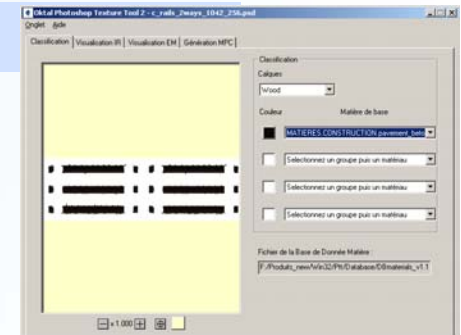 Oktal Photoshop Texture Tool 2 - c_rails_2ways_1042_256.psd
Onglet Aide
Classification Visualisation IR Visualisation EM Génération MPC
Classification
Calques
Wood
Couleur Matière de base
MATIERES.CONSTRUCTION.pavement_beto
Selectionnez un groupe puis un matériau
Selectionnez un groupe puis un matériau
Selectionnez un groupe puis un matériau
Fichier de la Base de Donnée Matière :
F:/Produits_new/Win32/Ptt/Database/DBmaterials_v1.1
x 1.000